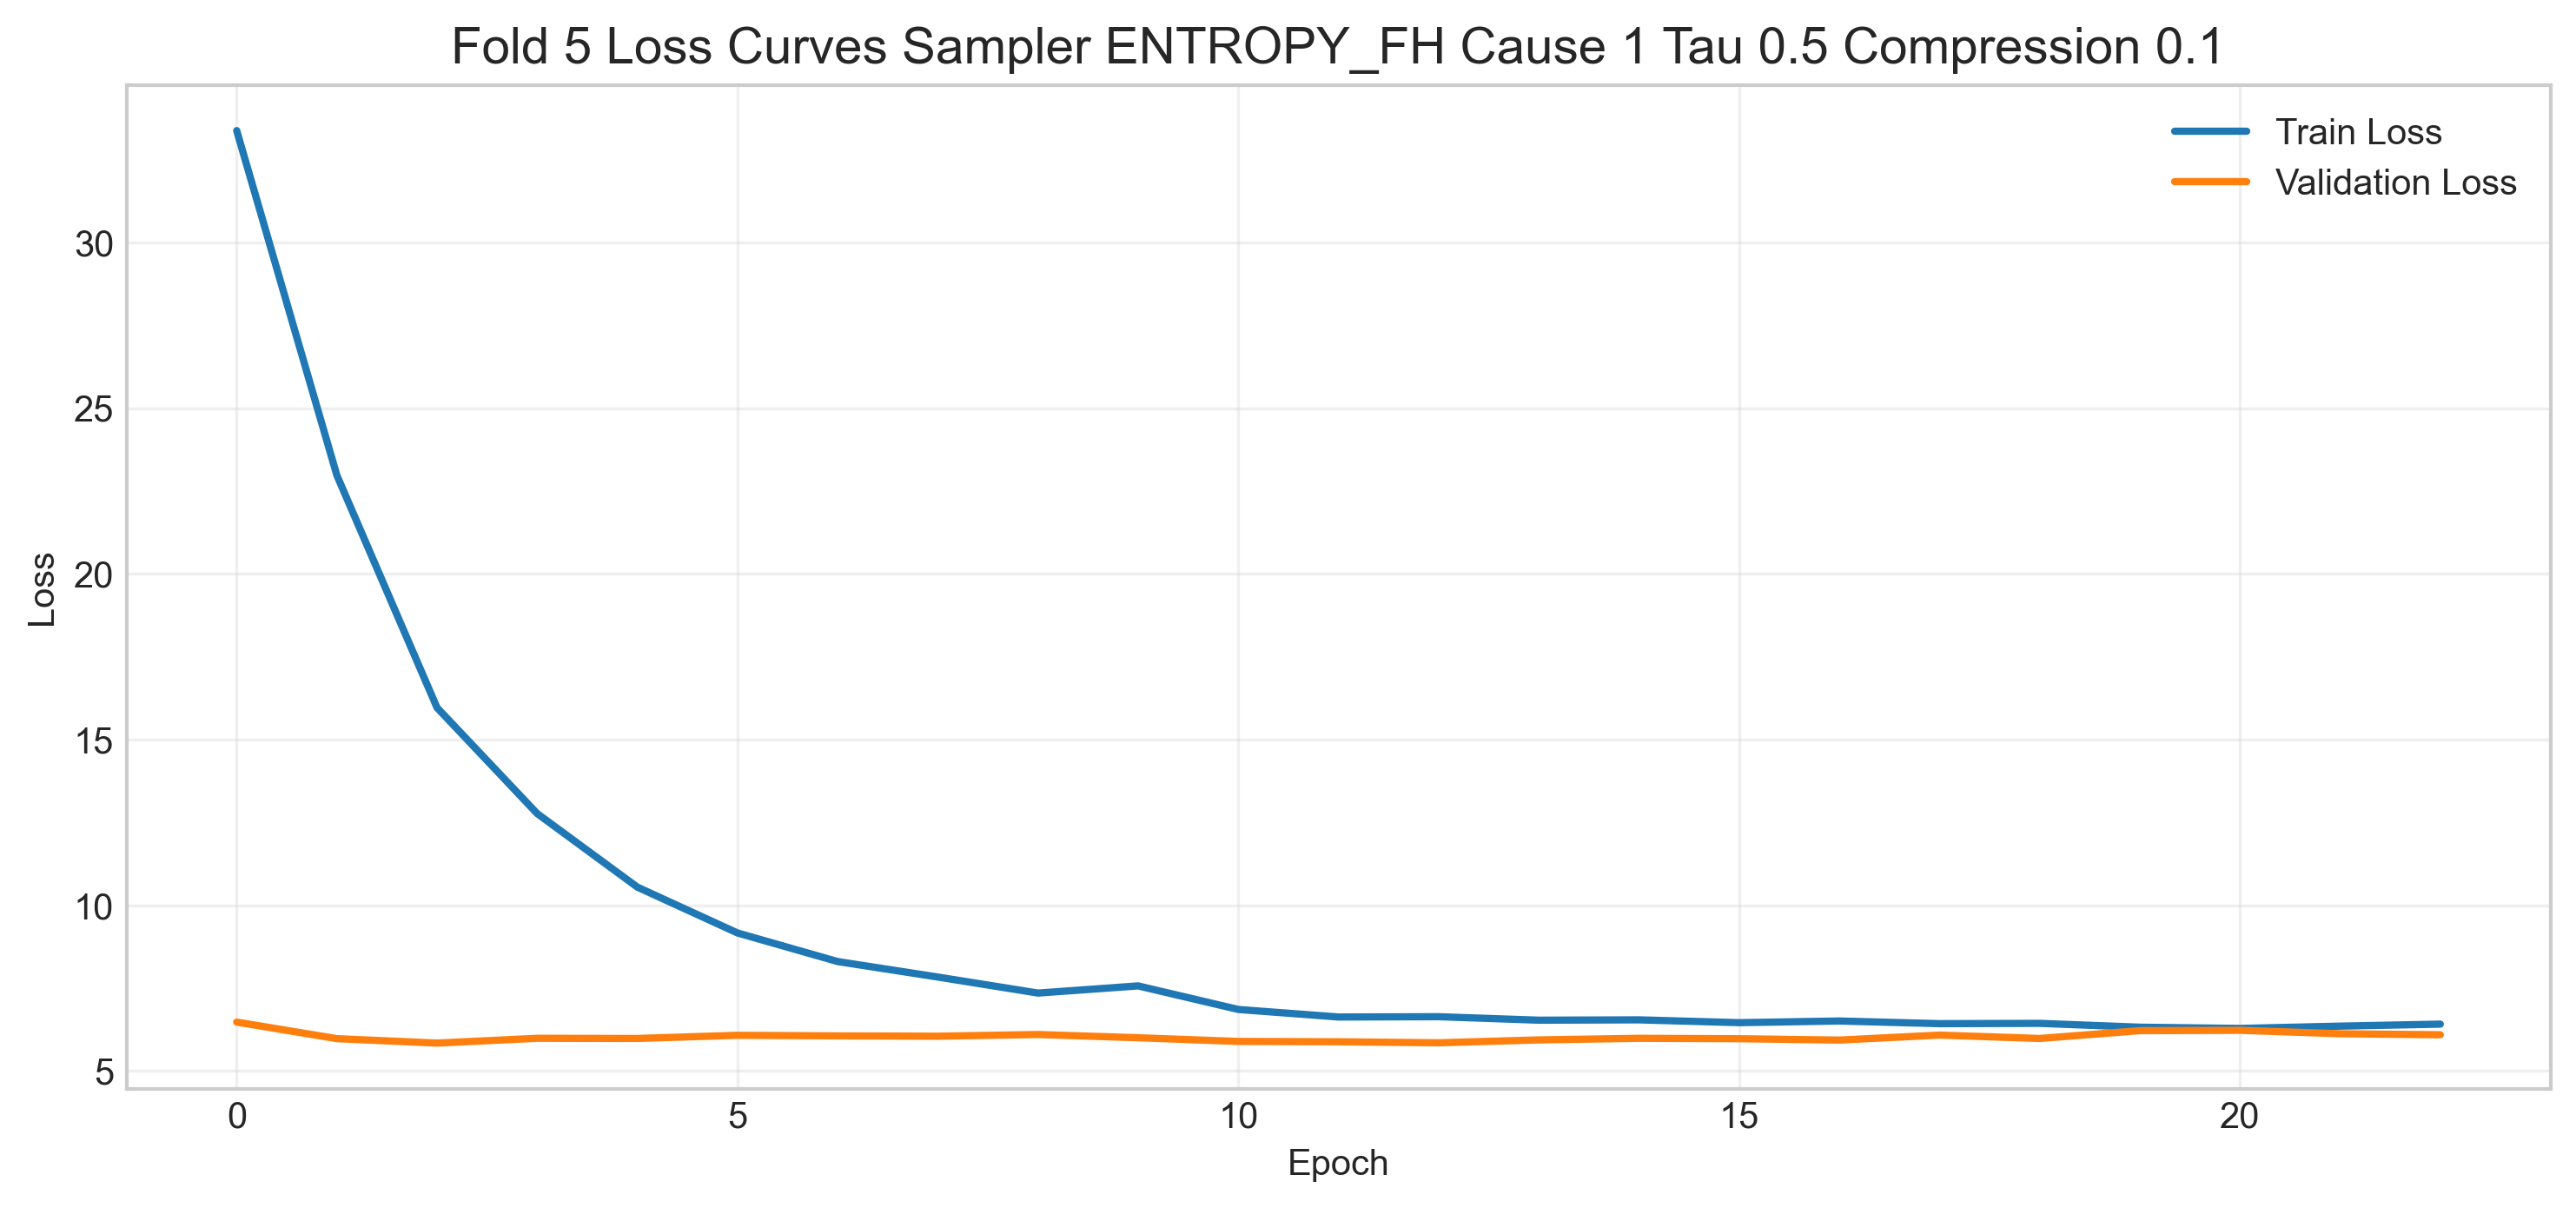 Fold 5 Loss Curves Sampler ENTROPY_FH Cause 1 Tau 0.5 Compression 0.1
Train Loss
Validation Loss
30
25
20
15
10
5
Loss
0 5 10 15 20
Epoch